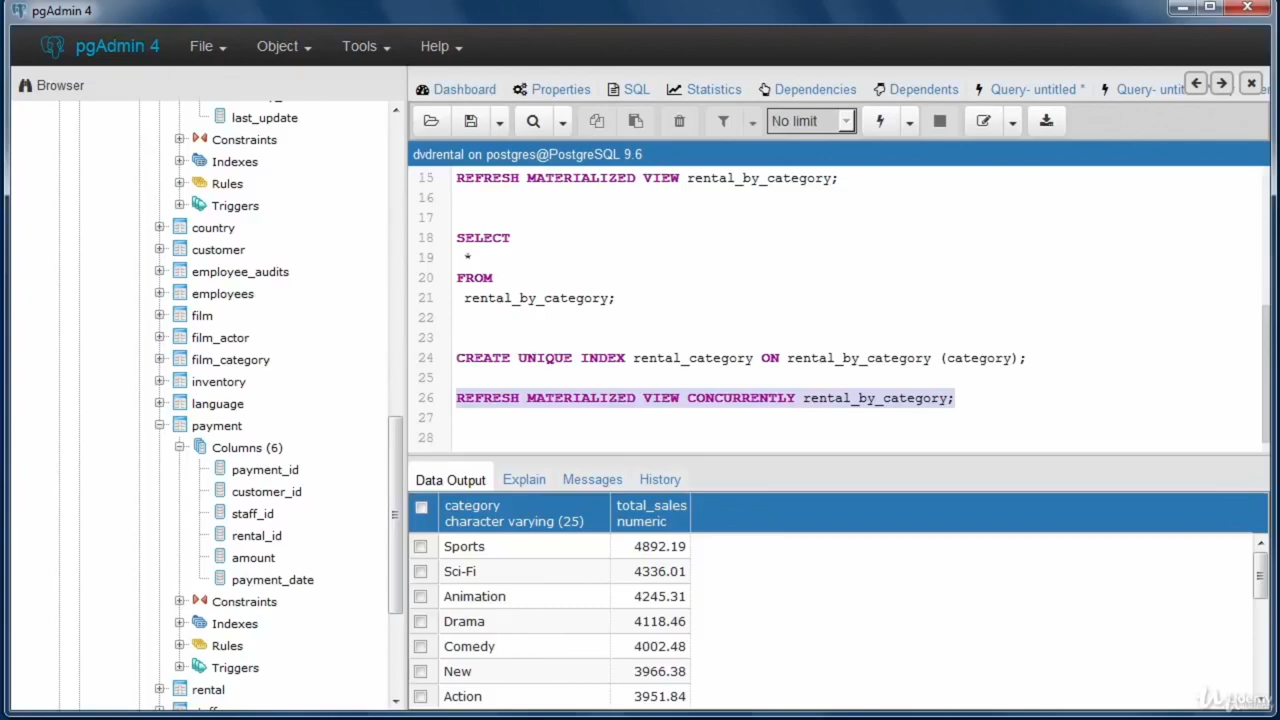 pgAdmin 4
pgAdmin 4 File Object Tools Help
Browser
Dashboard Properties SQL Statistics Dependencies Dependents Query- untitled * Query- unti
No limit
dvdrental on postgres@PostgreSQL 9.6
last_update
Constraints
Indexes
Rules
Triggers
country
customer
employee_audits
employees
film
film_actor
film_category
inventory
language
payment
Columns (6)
payment_id
customer_id
staff_id
rental_id
amount
payment_date
Constraints
Indexes
Rules
Triggers
rental
15 REFRESH MATERIALIZED VIEW rental_by_category;
16
17
18 SELECT
19 *
20 FROM
21 rental_by_category;
22
23
24 CREATE UNIQUE INDEX rental_category ON rental_by_category (category);
25
26 REFRESH MATERIALIZED VIEW CONCURRENTLY rental_by_category;
27
28
Data Output Explain Messages History
category total_sales
character varying (25) numeric
Sports 4892.19
Sci-Fi 4336.01
Animation 4245.31
Drama 4118.46
Comedy 4002.48
New 3966.38
Action 3951.84